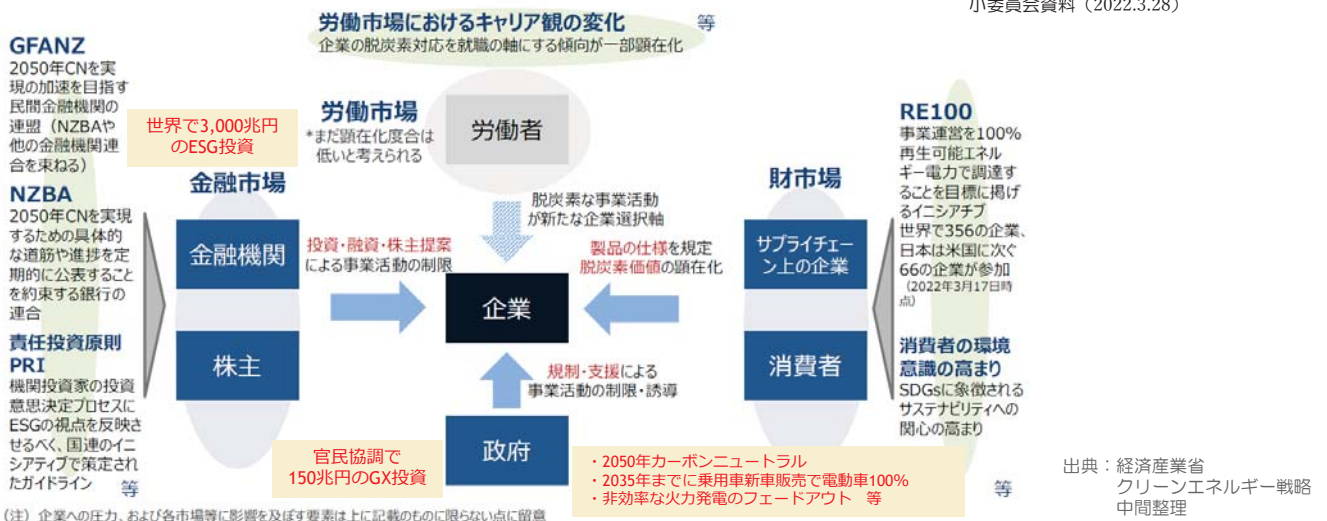 小委員会資料（2022.3.28）
労働市場におけるキャリア観の変化
等
企業の脱炭素対応を就職の軸にする傾向が一部顕在化
GFANZ
2050年CNを実
現の加速を目指す
民間金融機関の
連盟（NZBAや
他の金融機関連
合を束ねる）
世界で3,000兆円
のESG投資
労働市場
*まだ顕在化度合は
低いと考えられる
労働者
RE100
事業運営を100%
再生可能エネル
ギー電力で調達す
ることを目標に掲げ
るイニシアチブ
世界で356の企業、
日本は米国に次ぐ
66の企業が参加
（2022年3月17日時
点）
金融市場
財市場
NZBA
2050年CNを実現
するための具体的
な道筋や進捗を定
期的に公表すること
を約束する銀行の
連合
脱炭素な事業活動
が新たな企業選択軸
金融機関
投資・融資・株主提案
による事業活動の制限
製品の仕様を規定
脱炭素価値の顕在化
サプライチェー
ン上の企業
企業
責任投資原則
PRI
機関投資家の投資
意思決定プロセスに
ESGの視点を反映さ
せるべく、国連のイニ
シアティブで策定され
たガイドライン
等
株主
規制・支援による
事業活動の制限・誘導
消費者
消費者の環境
意識の高まり
SDGsに象徴される
サステナビリティへの
関心の高まり
等
官民協調で
150兆円のGX投資
政府
・2050年カーボンニュートラル
・2035年までに乗用車新車販売で電動車100%
・非効率な火力発電のフェードアウト 等
出典：経済産業省
クリーンエネルギー戦略
中間整理
（注）企業への圧力、および各市場等に影響を及ぼす要素は上に記載のものに限らない点に留意